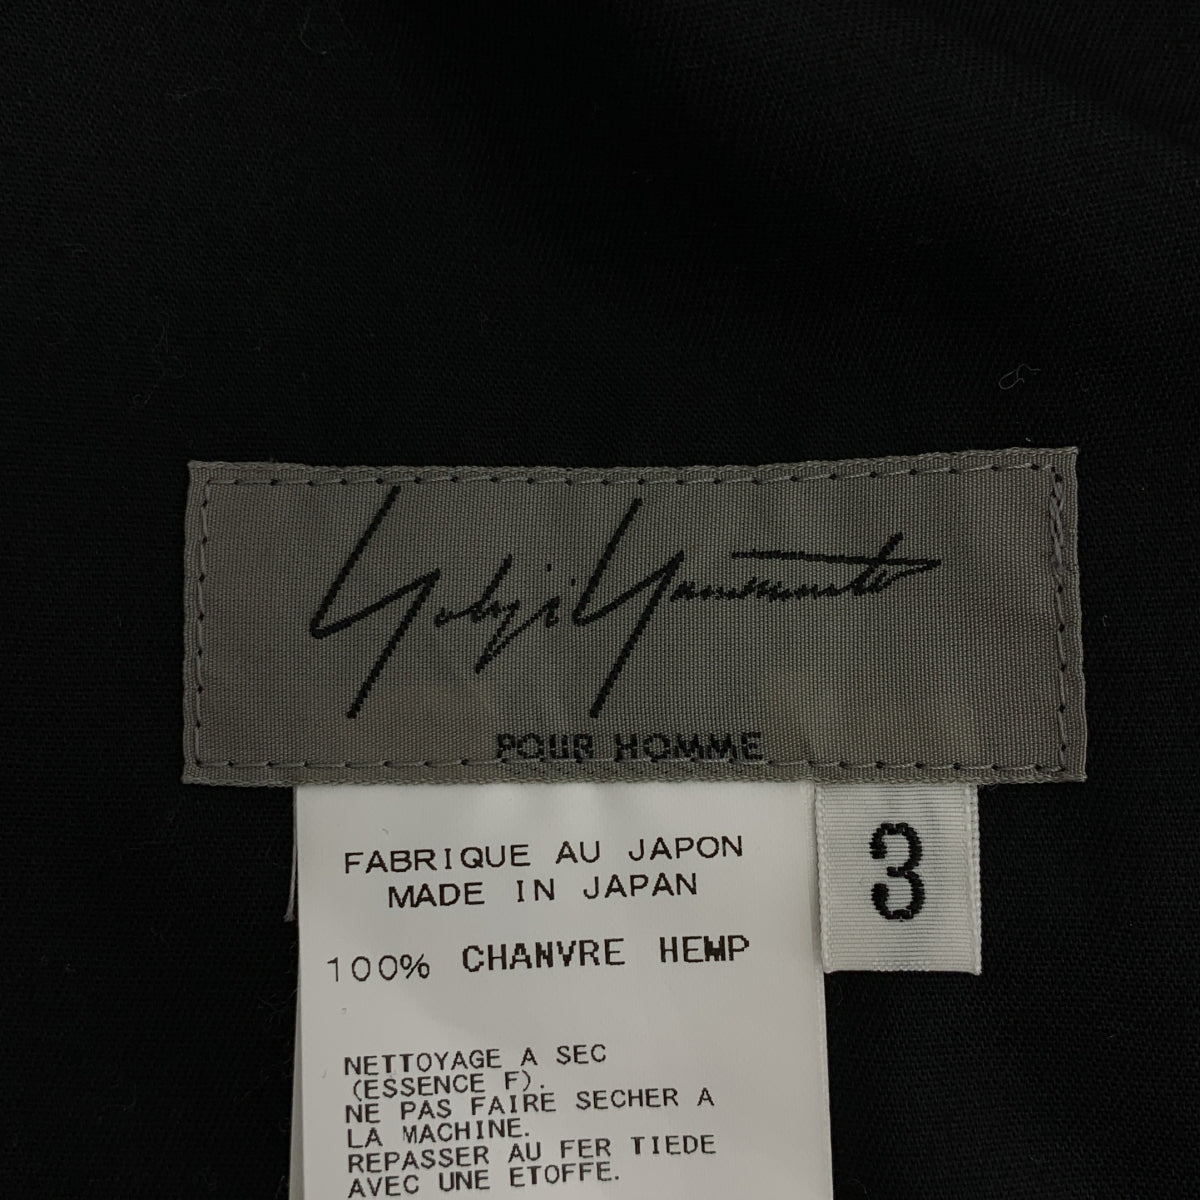 Yohji Yamamoto
POUR HOMME
3
FABRIQUE AU JAPON
MADE IN JAPAN
100% CHANVRE HEMP
NETTOYAGE A SEC
(ESSENCE F).
NE PAS FAIRE SECHER A
LA MACHINE.
REPASSER AU FER TIEDE
AVEC UNE ETOFFE.